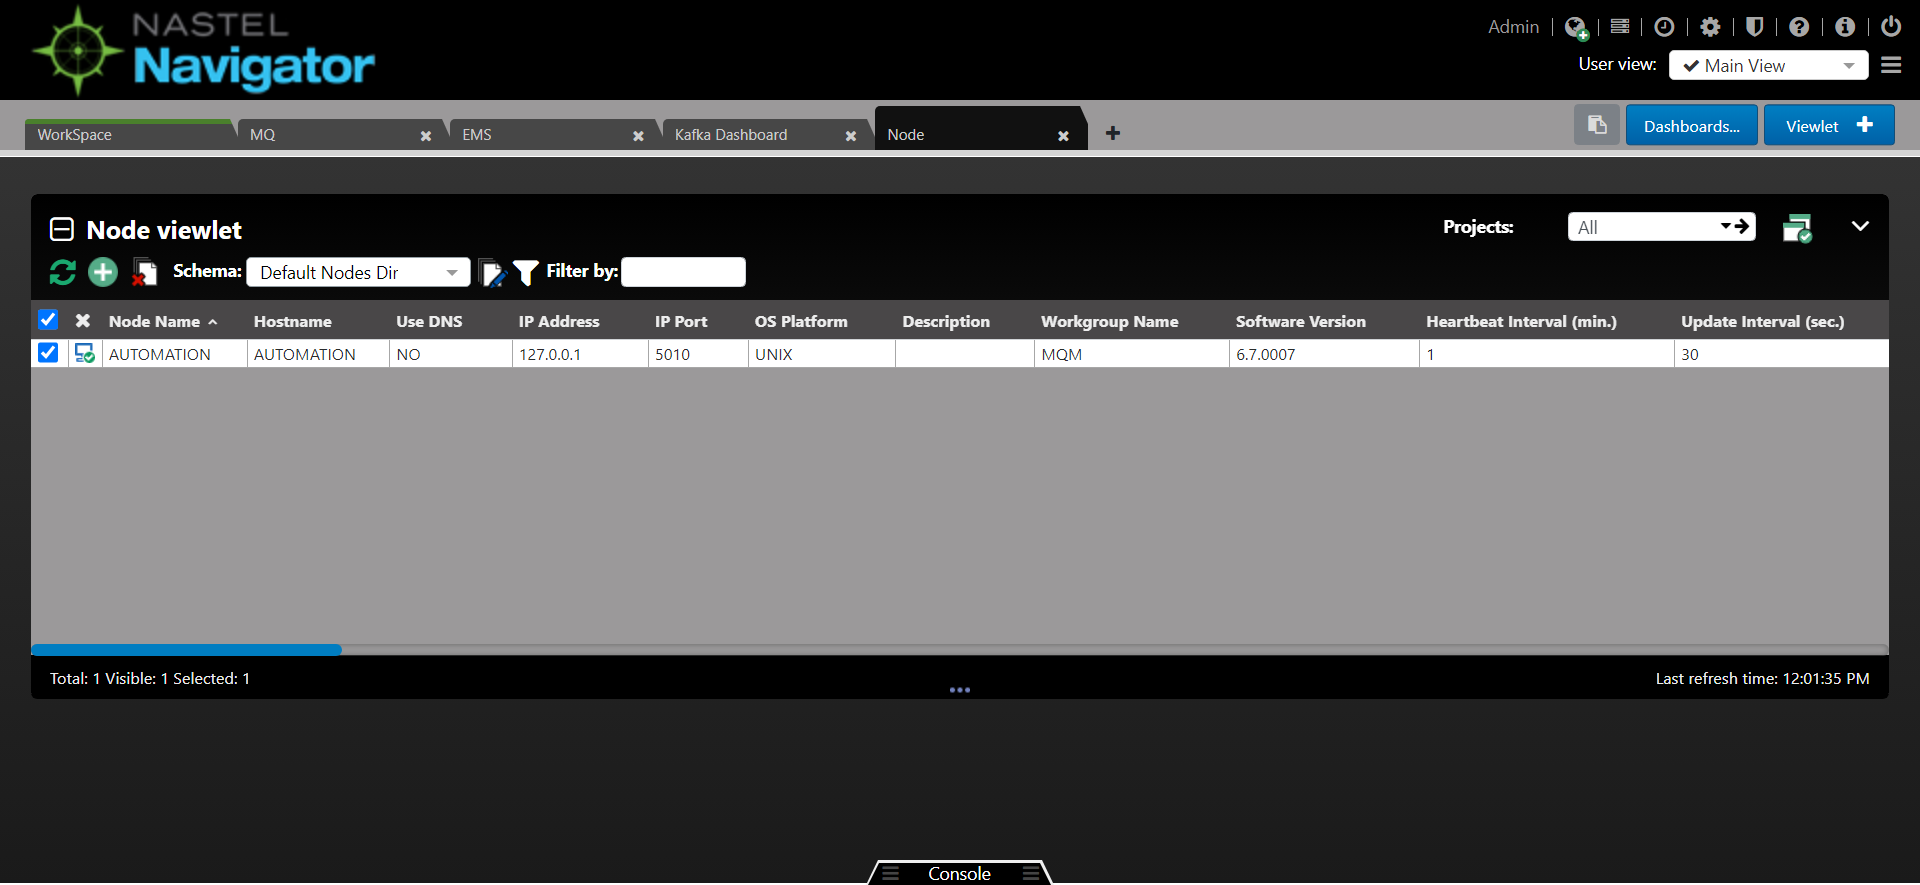 NASTEL
Navigator
Admin
User view: Main View
WorkSpace MQ EMS Kafka Dashboard Node
Dashboards... Viewlet
Node viewlet
Projects: All
Schema: Default Nodes Dir Filter by:
Node Name Hostname Use DNS IP Address IP Port OS Platform Description Workgroup Name Software Version Heartbeat Interval (min.) Update Interval (sec.)
AUTOMATION AUTOMATION NO 127.0.0.1 5010 UNIX MQM 6.7.0007 1 30
Total: 1 Visible: 1 Selected: 1
Last refresh time: 12:01:35 PM
Console